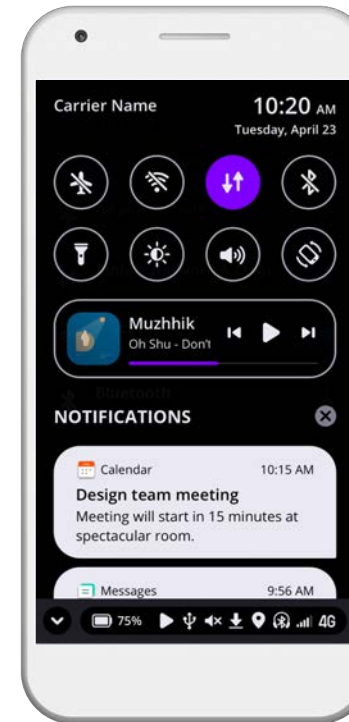 Carrier Name
10:20 AM
Tuesday, April 23
Muzhhik
Oh Shu - Don't
Bluetooth
NOTIFICATIONS
Calendar
10:15 AM
Design team meeting
Meeting will start in 15 minutes at
spectacular room.
Messages
9:56 AM
75%
4G